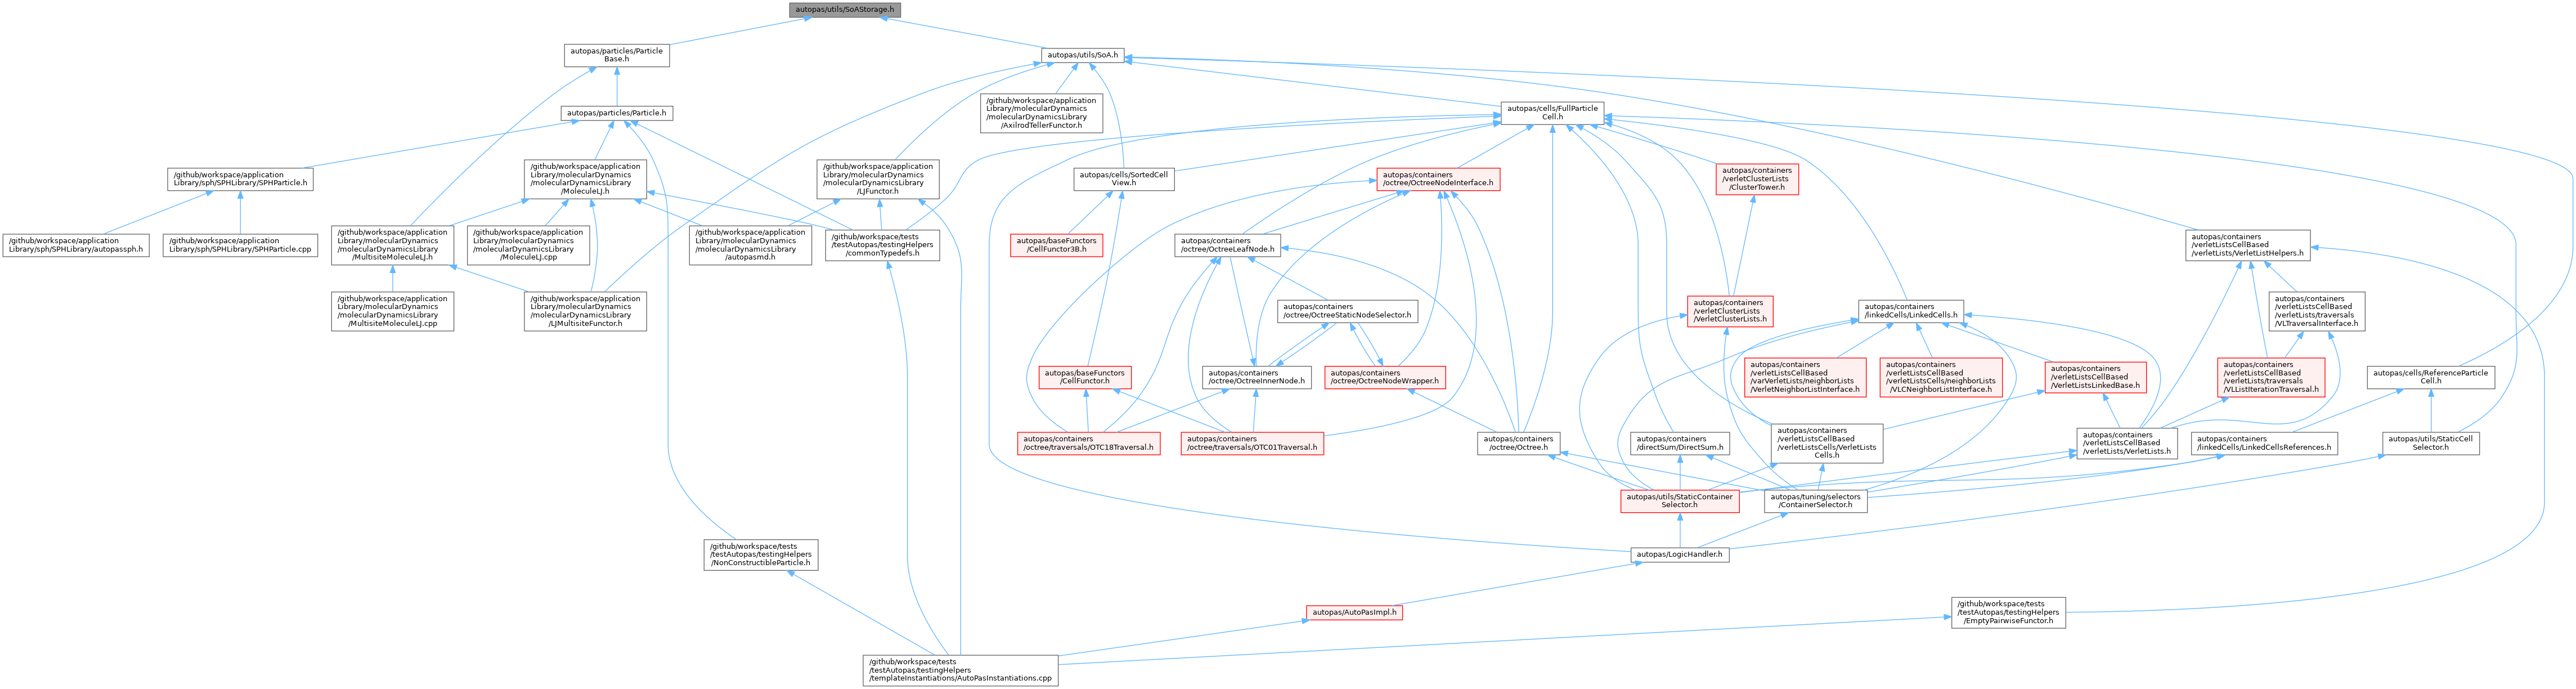 autopas/utils/SoAStorage.h
autopas/particles/Particle
Base.h
autopas/utils/SoA.h
autopas/particles/Particle.h
/github/workspace/application
Library/molecularDynamics
/molecularDynamicsLibrary
/AxilrodTellerFunctor.h
autopas/cells/FullParticle
Cell.h
/github/workspace/application
Library/sph/SPHLibrary/SPHParticle.h
/github/workspace/application
Library/molecularDynamics
/molecularDynamicsLibrary
/MoleculeLJ.h
/github/workspace/application
Library/molecularDynamics
/molecularDynamicsLibrary
/LJFunctor.h
autopas/cells/SortedCell
View.h
autopas/containers
/octree/OctreeNodeInterface.h
autopas/containers
/verletClusterLists
/ClusterTower.h
/github/workspace/application
Library/sph/SPHLibrary/autopassph.h
/github/workspace/application
Library/sph/SPHLibrary/SPHParticle.cpp
/github/workspace/application
Library/molecularDynamics
/molecularDynamicsLibrary
/MultisiteMoleculeLJ.h
/github/workspace/application
Library/molecularDynamics
/molecularDynamicsLibrary
/MoleculeLJ.cpp
/github/workspace/application
Library/molecularDynamics
/molecularDynamicsLibrary
/autopasmd.h
/github/workspace/tests
/testAutopas/testingHelpers
/commonTypedefs.h
autopas/baseFunctors
/CellFunctor3B.h
autopas/containers
/octree/OctreeLeafNode.h
autopas/containers
/verletListsCellBased
/verletLists/VerletListHelpers.h
/github/workspace/application
Library/molecularDynamics
/molecularDynamicsLibrary
/MultisiteMoleculeLJ.cpp
/github/workspace/application
Library/molecularDynamics
/molecularDynamicsLibrary
/LJMultisiteFunctor.h
autopas/containers
/octree/OctreeStaticNodeSelector.h
autopas/containers
/verletClusterLists
/VerletClusterLists.h
autopas/containers
/linkedCells/LinkedCells.h
autopas/containers
/verletListsCellBased
/verletLists/traversals
/VLTraversalInterface.h
autopas/baseFunctors
/CellFunctor.h
autopas/containers
/octree/OctreeInnerNode.h
autopas/containers
/octree/OctreeNodeWrapper.h
autopas/containers
/verletListsCellBased
/varVerletLists/neighborLists
/VerletNeighborListInterface.h
autopas/containers
/verletListsCellBased
/verletListsCells/neighborLists
/VLCNeighborListInterface.h
autopas/containers
/verletListsCellBased
/VerletListsLinkedBase.h
autopas/containers
/verletListsCellBased
/verletLists/traversals
/VLListIterationTraversal.h
autopas/cells/ReferenceParticle
Cell.h
autopas/containers
/octree/traversals/OTC18Traversal.h
autopas/containers
/octree/traversals/OTC01Traversal.h
autopas/containers
/octree/Octree.h
autopas/containers
/directSum/DirectSum.h
autopas/containers
/verletListsCellBased
/verletListsCells/VerletLists
Cells.h
autopas/containers
/verletListsCellBased
/verletLists/VerletLists.h
autopas/containers
/linkedCells/LinkedCellsReferences.h
autopas/utils/StaticCell
Selector.h
autopas/utils/StaticContainer
Selector.h
autopas/tuning/selectors
/ContainerSelector.h
/github/workspace/tests
/testAutopas/testingHelpers
/NonConstructibleParticle.h
autopas/LogicHandler.h
autopas/AutoPasImpl.h
/github/workspace/tests
/testAutopas/testingHelpers
/EmptyPairwiseFunctor.h
/github/workspace/tests
/testAutopas/testingHelpers
/templateInstantiations/AutoPasInstantiations.cpp